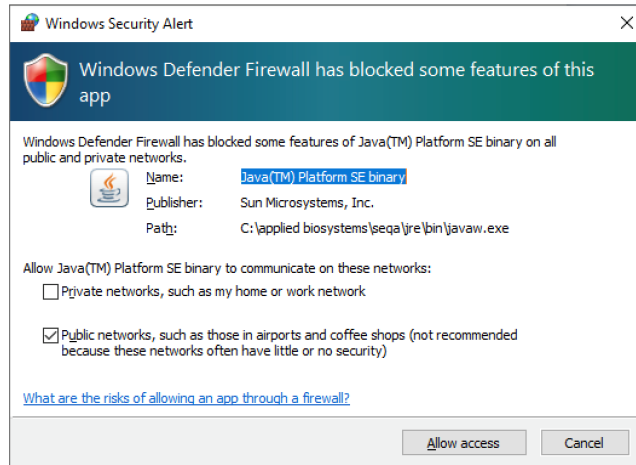 Windows Security Alert
Windows Defender Firewall has blocked some features of this
app
Windows Defender Firewall has blocked some features of Java(TM) Platform SE binary on all
public and private networks.
Name: Java(TM) Platform SE binary
Publisher: Sun Microsystems, Inc.
Path: C:\applied biosystems\seqa\jre\bin\javaw.exe
Allow Java(TM) Platform SE binary to communicate on these networks:
Private networks, such as my home or work network
Public networks, such as those in airports and coffee shops (not recommended
because these networks often have little or no security)
What are the risks of allowing an app through a firewall?
Allow access Cancel